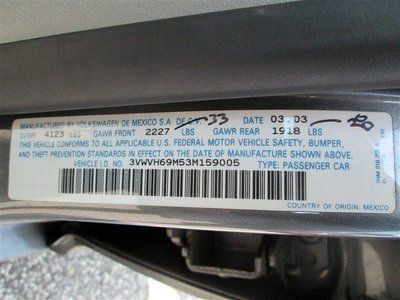 MANUFACTURED BY VOLKSWAGEN DE MEXICO S.A. DE C.V. DATE 03.03
GVWR 4123 LBS GAWR FRONT 2227 LBS GAWR REAR 1918 LBS
THIS VEHICLE CONFORMS TO ALL APPLICABLE U.S. FEDERAL MOTOR VEHICLE SAFETY, BUMPER,
AND THEFT PREVENTION STANDARDS IN EFFECT ON THE DATE OF MANUFACTURE SHOWN ABOVE.
VEHICLE I.D. NO. 3VWVH69M53M159005 TYPE: PASSENGER CAR
COUNTRY OF ORIGIN: MEXICO